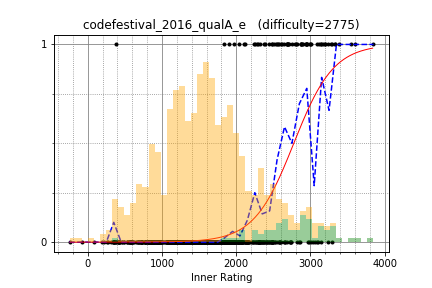 codefestival_2016_qualA_e (difficulty=2775)
1
0
0 1000 2000 3000 4000
Inner Rating